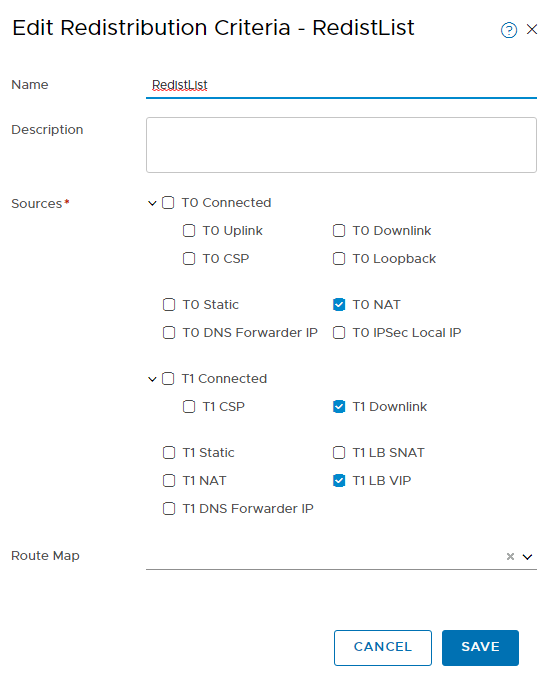 Edit Redistribution Criteria - RedistList
Name
RedistList
Description
Sources*
T0 Connected
T0 Uplink
T0 Downlink
T0 CSP
T0 Loopback
T0 Static
T0 NAT
T0 DNS Forwarder IP
T0 IPSec Local IP
T1 Connected
T1 CSP
T1 Downlink
T1 Static
T1 LB SNAT
T1 NAT
T1 LB VIP
T1 DNS Forwarder IP
Route Map
CANCEL
SAVE